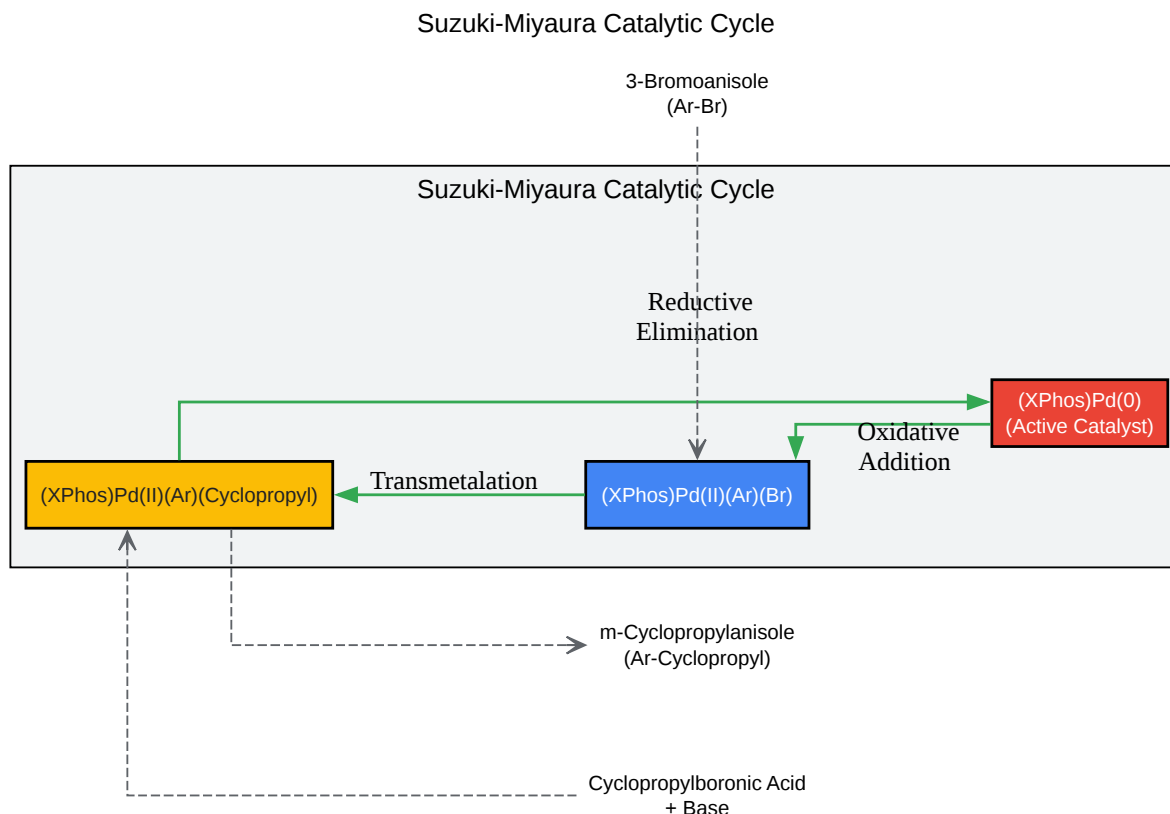 Suzuki-Miyaura Catalytic Cycle
3-Bromoanisole
(Ar-Br)
Suzuki-Miyaura Catalytic Cycle
Reductive
Elimination
(XPhos)Pd(0)
(Active Catalyst)
Oxidative
Addition
(XPhos)Pd(II)(Ar)(Cyclopropyl)
Transmetalation
(XPhos)Pd(II)(Ar)(Br)
m-Cyclopropylanisole
(Ar-Cyclopropyl)
Cyclopropylboronic Acid
+ Base